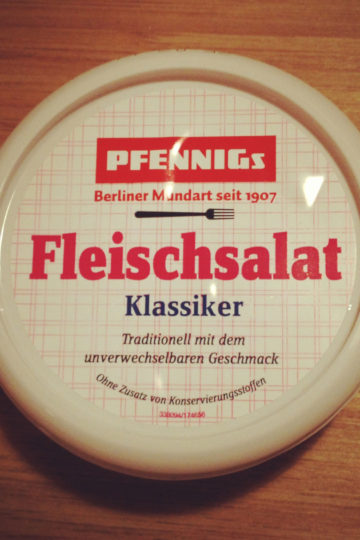 PFENNIGS
Berliner Mundart seit 1907
Fleischsalat
Klassiker
Traditionell mit dem
unverwechselbaren Geschmack
Ohne Zusatz von Konservierungsstoffen